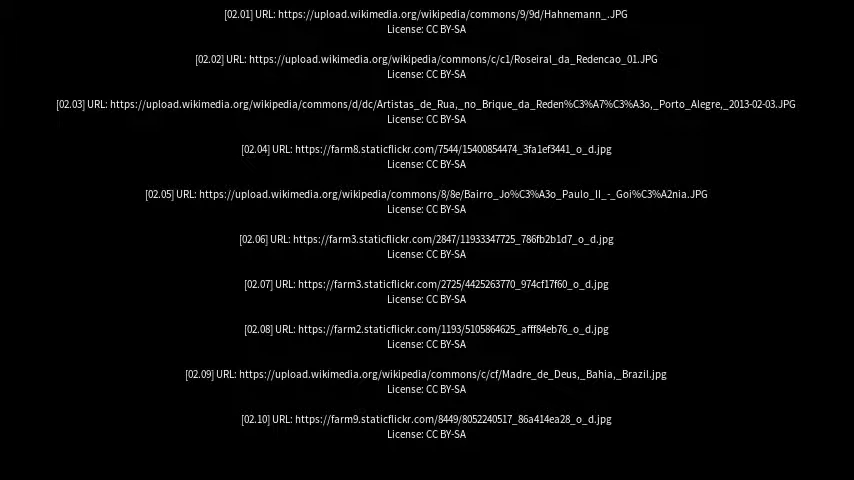 [02.01] URL: https://upload.wikimedia.org/wikipedia/commons/9/9d/Hahnemann_.JPG
License: CC BY-SA
[02.02] URL: https://upload.wikimedia.org/wikipedia/commons/c/c1/Roseiral_da_Redencao_01.JPG
License: CC BY-SA
[02.03] URL: https://upload.wikimedia.org/wikipedia/commons/d/dc/Artistas_de_Rua,_no_Brique_da_Reden%C3%A7%C3%A3o,_Porto_Alegre,_2013-02-03.JPG
License: CC BY-SA
[02.04] URL: https://farm8.staticflickr.com/7544/15400854474_3fa1ef3441_o_d.jpg
License: CC BY-SA
[02.05] URL: https://upload.wikimedia.org/wikipedia/commons/8/8e/Bairro_Jo%C3%A3o_Paulo_II_-_Goi%C3%A2nia.JPG
License: CC BY-SA
[02.06] URL: https://farm3.staticflickr.com/2847/11933347725_786fb2b1d7_o_d.jpg
License: CC BY-SA
[02.07] URL: https://farm3.staticflickr.com/2725/4425263770_974cf17f60_o_d.jpg
License: CC BY-SA
[02.08] URL: https://farm2.staticflickr.com/1193/5105864625_afff84eb76_o_d.jpg
License: CC BY-SA
[02.09] URL: https://upload.wikimedia.org/wikipedia/commons/c/cf/Madre_de_Deus,_Bahia,_Brazil.jpg
License: CC BY-SA
[02.10] URL: https://farm9.staticflickr.com/8449/8052240517_86a414ea28_o_d.jpg
License: CC BY-SA